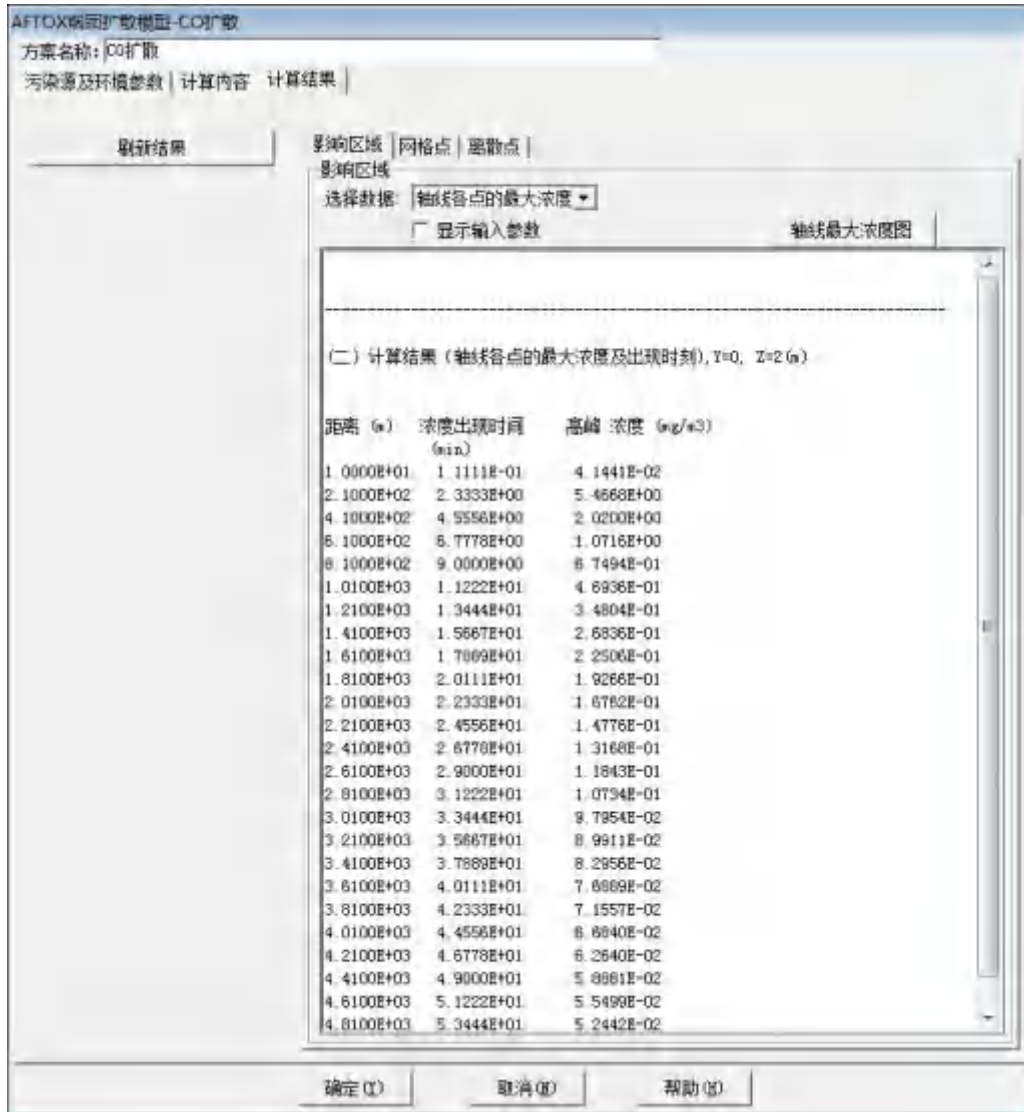 AFTOX烟团扩散模型-CO扩散
方案名称: CO扩散
污染源及环境参数 计算内容 计算结果
刷新结果
影响区域 网格点 离散点
影响区域
选择数据: 轴线各点的最大浓度
显示输入参数 轴线最大浓度图
(二) 计算结果 (轴线各点的最大浓度及出现时刻), Y=0, Z=2(m)
距离 (m) 浓度出现时间 高峰 浓度 (mg/m3)
(min)
1.0000E+01 1.1111E-01 4.1441E-02
2.1000E+02 2.3333E+00 5.4668E+00
4.1000E+02 4.5556E+00 2.0200E+00
6.1000E+02 6.7778E+00 1.0716E+00
8.1000E+02 9.0000E+00 6.7494E-01
1.0100E+03 1.1222E+01 4.6936E-01
1.2100E+03 1.3444E+01 3.4804E-01
1.4100E+03 1.5667E+01 2.6836E-01
1.6100E+03 1.7889E+01 2.2506E-01
1.8100E+03 2.0111E+01 1.9266E-01
2.0100E+03 2.2333E+01 1.6782E-01
2.2100E+03 2.4556E+01 1.4776E-01
2.4100E+03 2.6778E+01 1.3168E-01
2.6100E+03 2.9000E+01 1.1843E-01
2.8100E+03 3.1222E+01 1.0734E-01
3.0100E+03 3.3444E+01 9.7954E-02
3.2100E+03 3.5667E+01 8.9911E-02
3.4100E+03 3.7889E+01 8.2956E-02
3.6100E+03 4.0111E+01 7.6889E-02
3.8100E+03 4.2333E+01 7.1557E-02
4.0100E+03 4.4556E+01 6.6840E-02
4.2100E+03 4.6778E+01 6.2640E-02
4.4100E+03 4.9000E+01 5.8881E-02
4.6100E+03 5.1222E+01 5.5499E-02
4.8100E+03 5.3444E+01 5.2442E-02
确定(Y) 取消(N) 帮助(H)